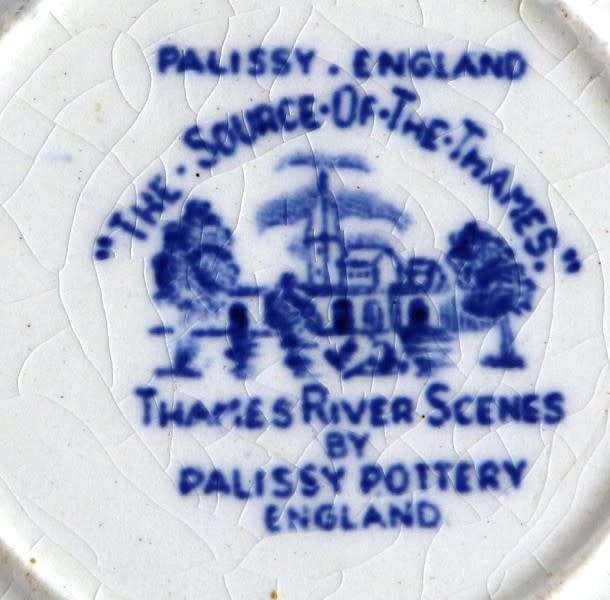 PALISSY . ENGLAND
"THE · SOURCE · OF · THE · THAMES."
THAMES RIVER SCENES
BY
PALISSY POTTERY
ENGLAND